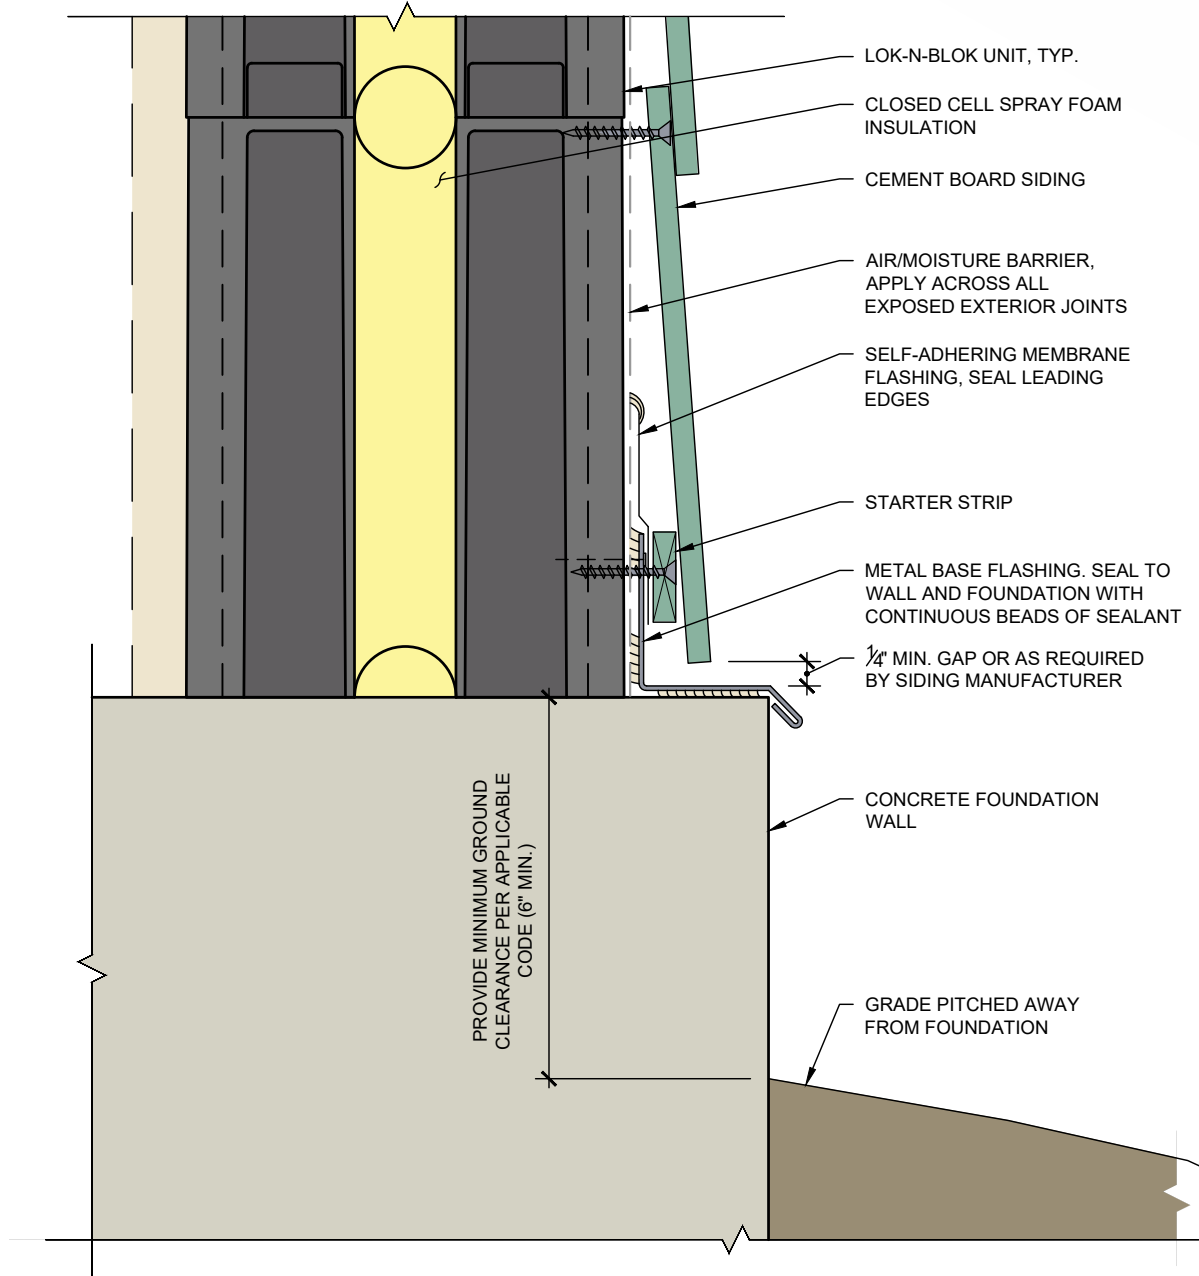 LOK-N-BLOK UNIT, TYP.
CLOSED CELL SPRAY FOAM
INSULATION
CEMENT BOARD SIDING
AIR/MOISTURE BARRIER,
APPLY ACROSS ALL
EXPOSED EXTERIOR JOINTS
SELF-ADHERING MEMBRANE
FLASHING, SEAL LEADING
EDGES
STARTER STRIP
METAL BASE FLASHING. SEAL TO
WALL AND FOUNDATION WITH
CONTINUOUS BEADS OF SEALANT
1/4" MIN. GAP OR AS REQUIRED
BY SIDING MANUFACTURER
PROVIDE MINIMUM GROUND
CLEARANCE PER APPLICABLE
CODE (6" MIN.)
CONCRETE FOUNDATION
WALL
GRADE PITCHED AWAY
FROM FOUNDATION